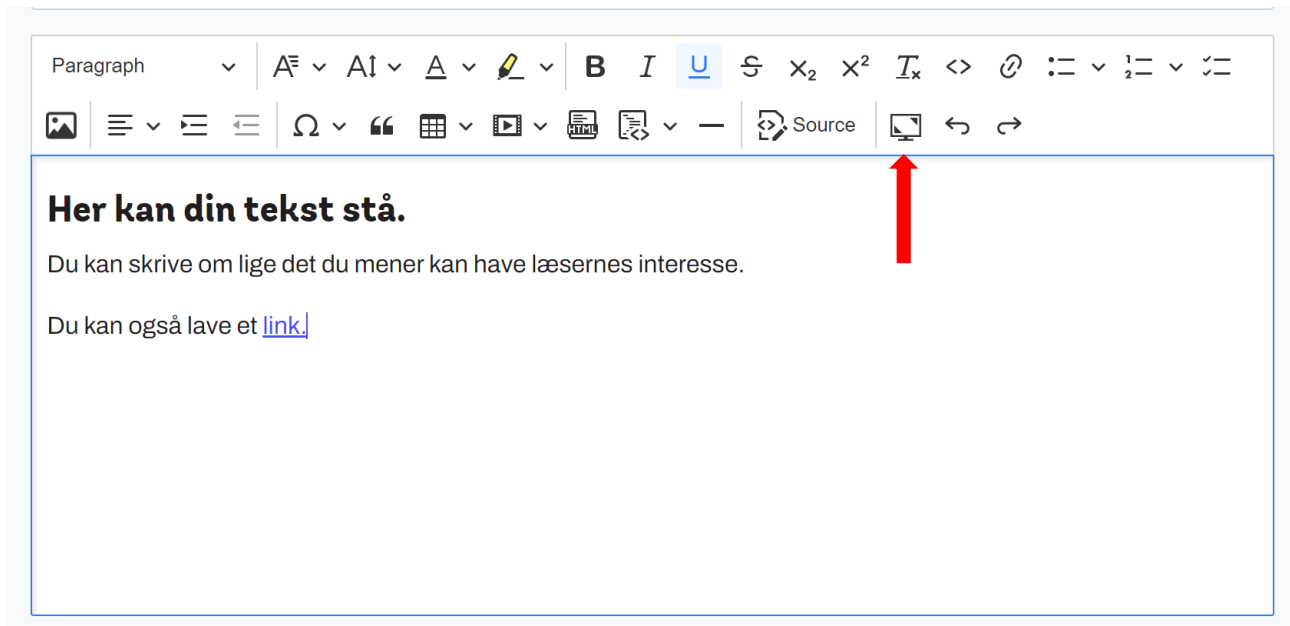 Paragraph
HTML
Source
Her kan din tekst stå.
Du kan skrive om lige det du mener kan have læsernes interesse.
Du kan også lave et link.